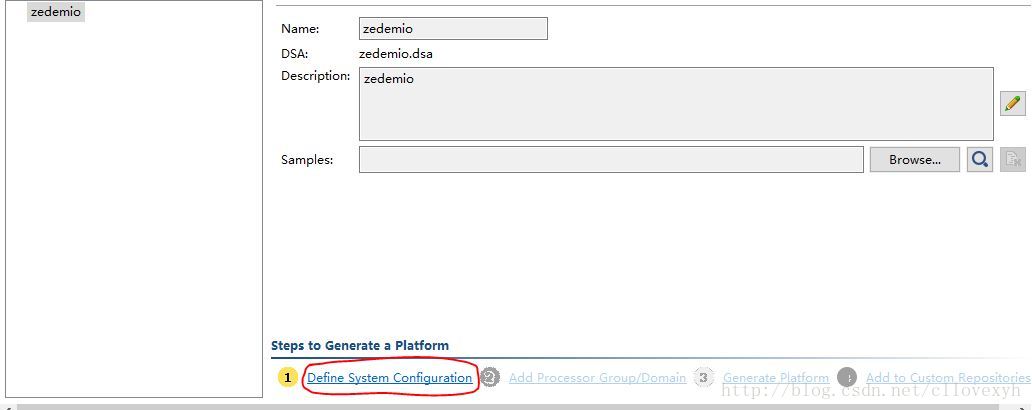 zedemio
Name: zedemio
DSA: zedemio.dsa
Description: zedemio
Samples: Browse...
Steps to Generate a Platform
1 Define System Configuration 2 Add Processor Group/Domain 3 Generate Platform Add to Custom Repositories
http://blog.csdn.net/cllovexyh